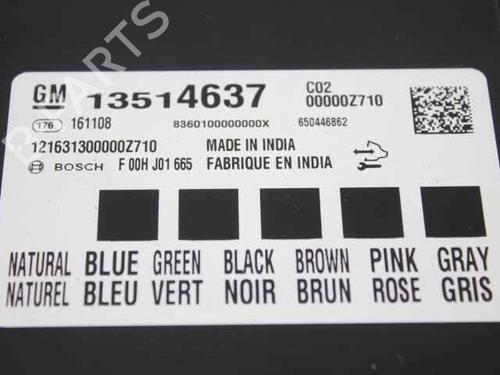 B PARTS
GM 13514637 C02
00000Z710
176 161108 8360100000000X 650446862
121631300000Z710 MADE IN INDIA
BOSCH F 00H J01 665 FABRIQUE EN INDIA
NATURAL BLUE GREEN BLACK BROWN PINK GRAY
NATUREL BLEU VERT NOIR BRUN ROSE GRIS